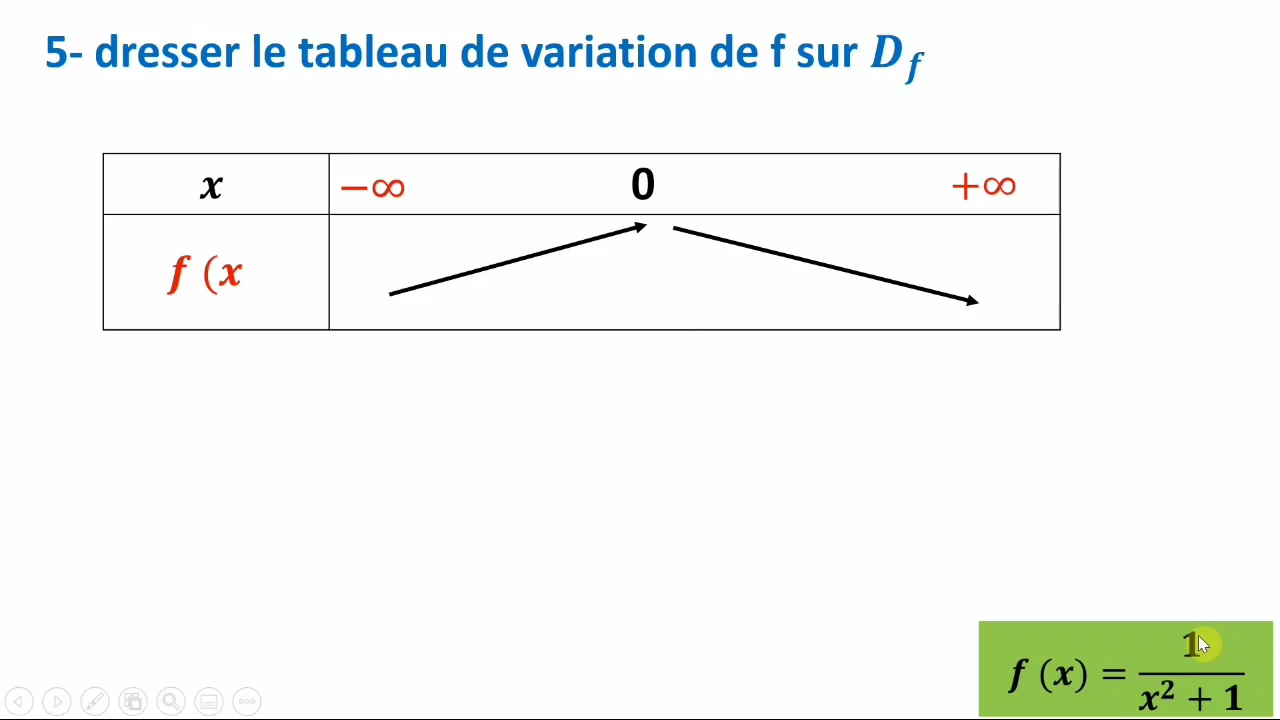 5- dresser le tableau de variation de f sur D_f
x −∞ 0 +∞
f (x
f (x) = 1 / (x² + 1)